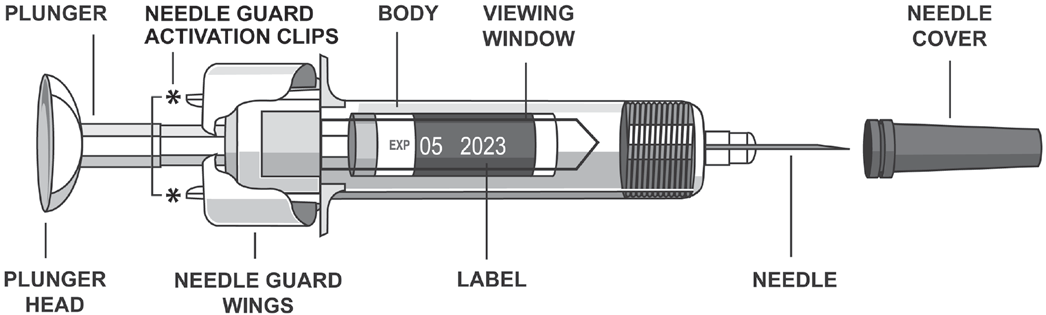 PLUNGER
NEEDLE GUARD
ACTIVATION CLIPS
BODY
VIEWING
WINDOW
NEEDLE
COVER
*
EXP 05 2023
*
PLUNGER
HEAD
NEEDLE GUARD
WINGS
LABEL
NEEDLE